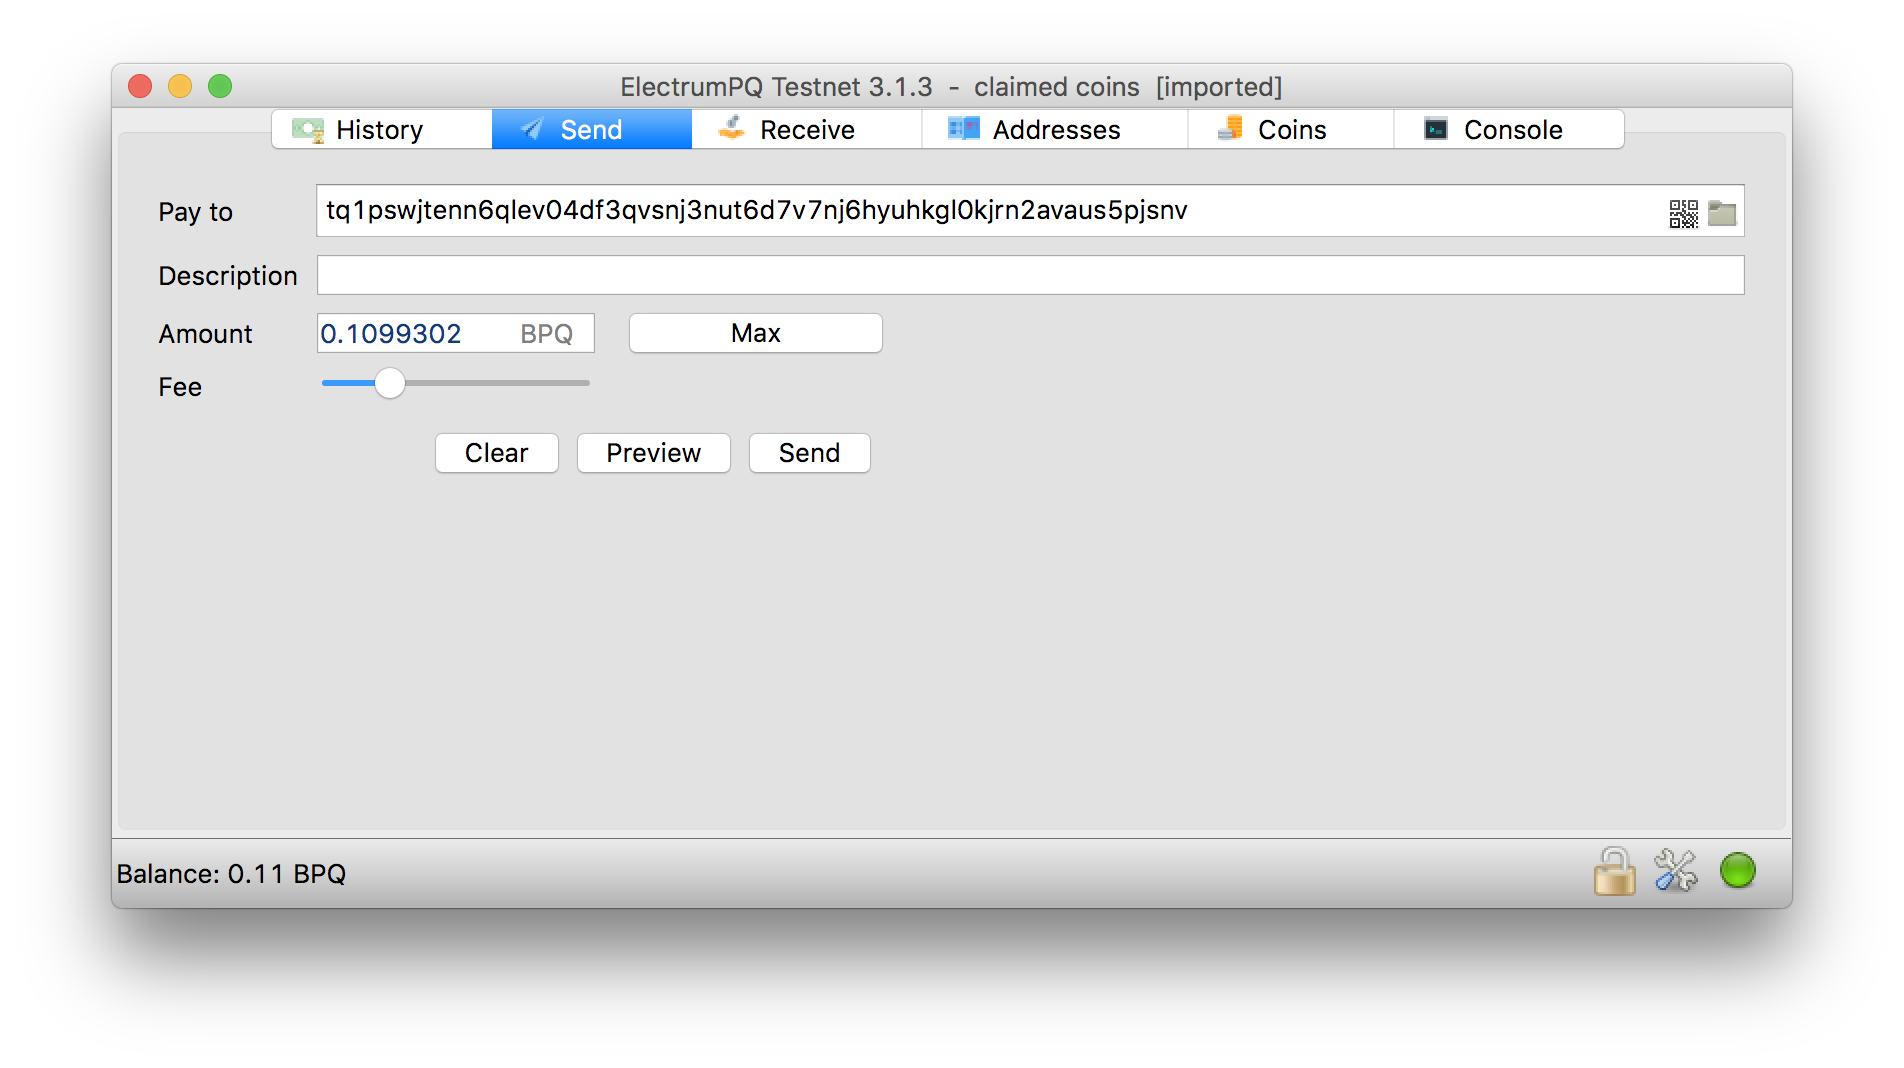 ElectrumPQ Testnet 3.1.3 - claimed coins [imported]
History Send Receive Addresses Coins Console
Pay to tq1pswjtenn6qlev04df3qvsnj3nut6d7v7nj6hyuhkgl0kjrn2avaus5pjsnv
Description
Amount 0.1099302 BPQ Max
Fee
Clear Preview Send
Balance: 0.11 BPQ